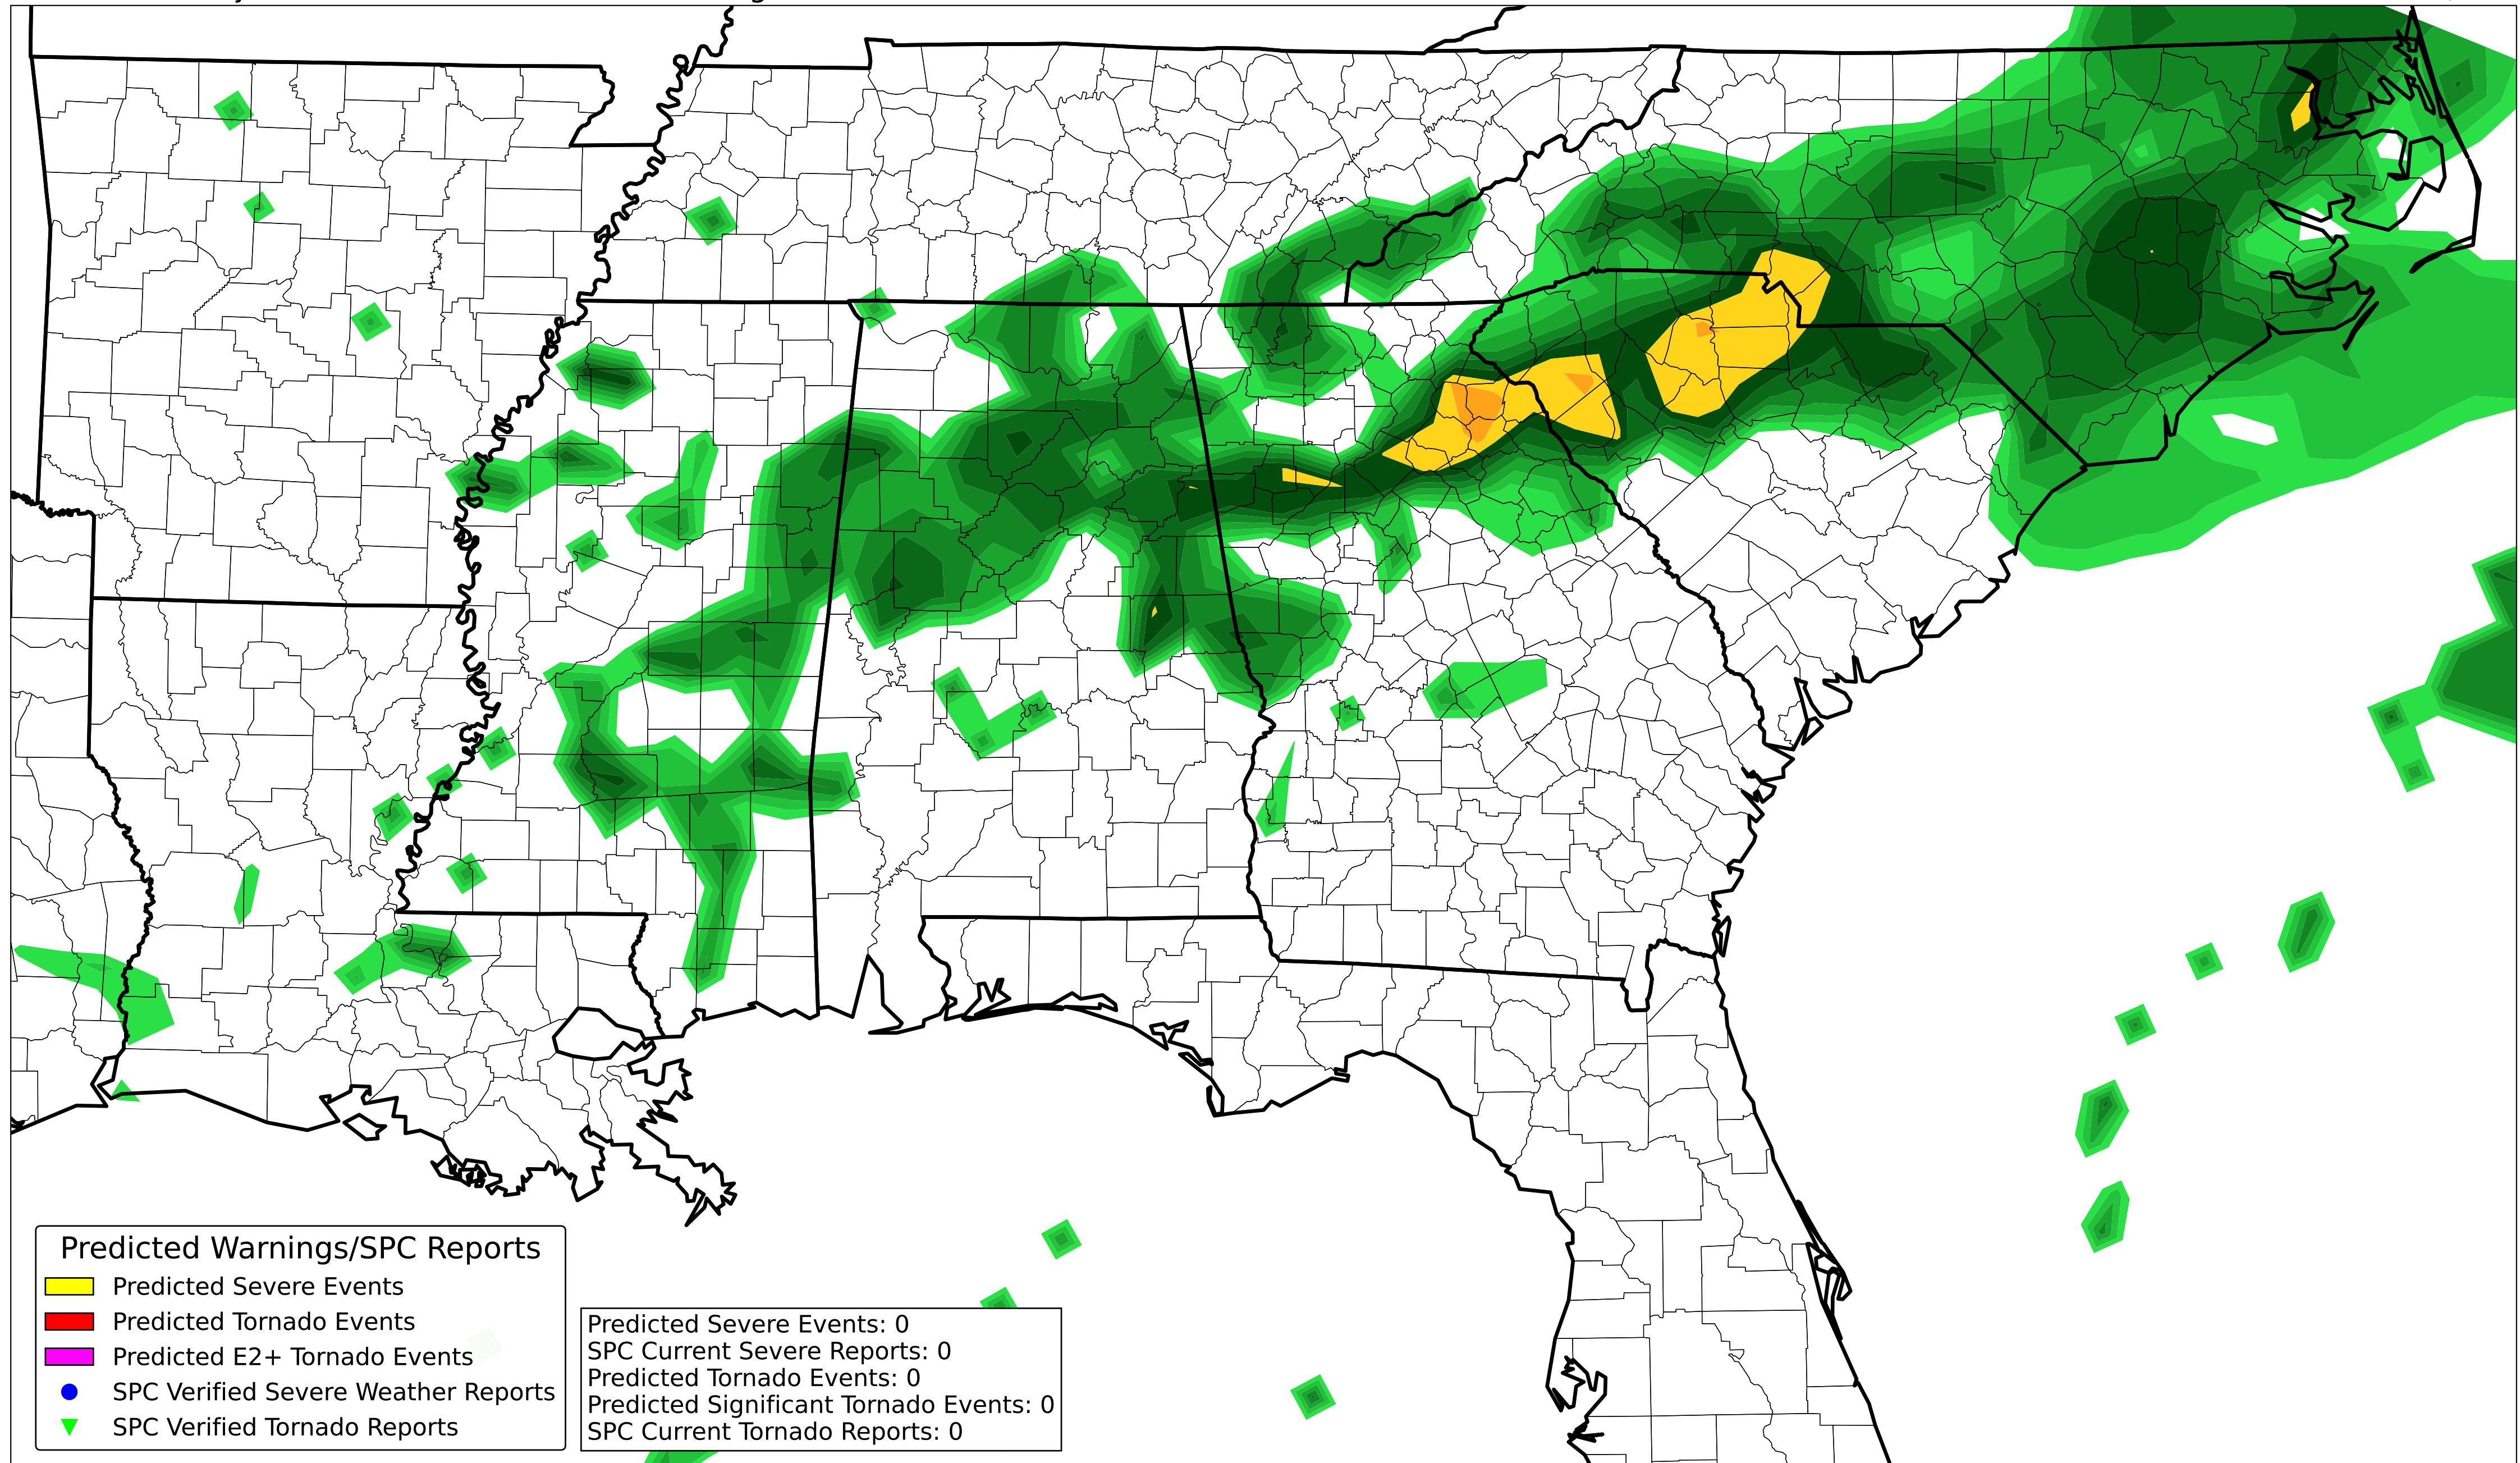 Predicted Warnings/SPC Reports
Predicted Severe Events
Predicted Tornado Events
Predicted E2+ Tornado Events
SPC Verified Severe Weather Reports
SPC Verified Tornado Reports
Predicted Severe Events: 0
SPC Current Severe Reports: 0
Predicted Tornado Events: 0
Predicted Significant Tornado Events: 0
SPC Current Tornado Reports: 0